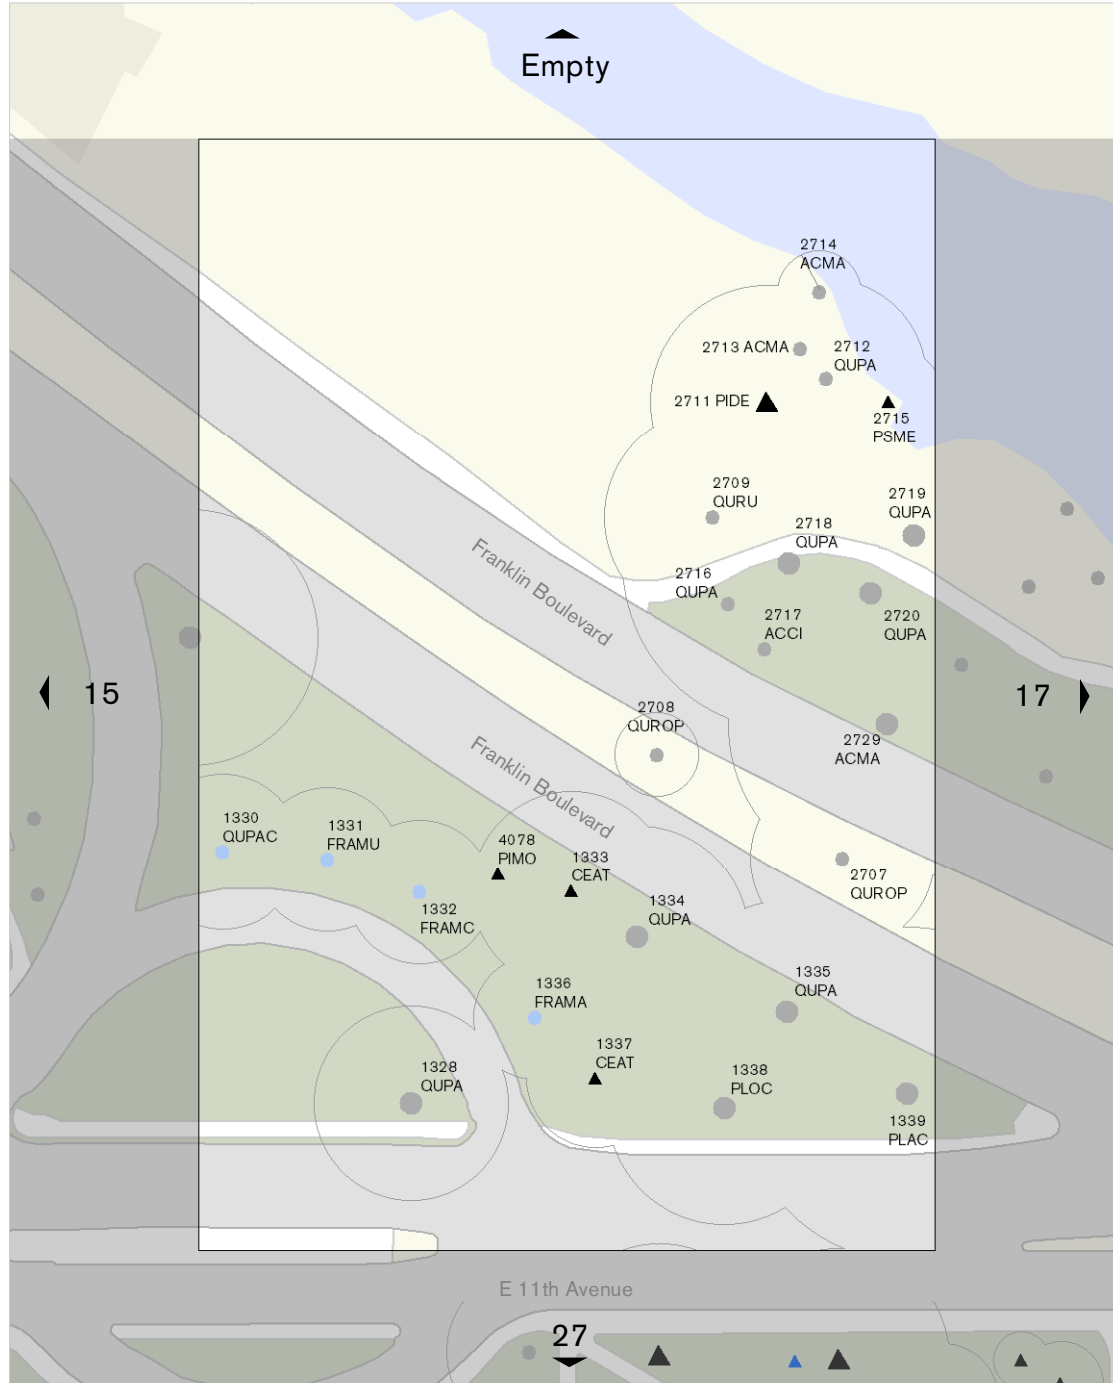 Empty
2714
ACMA
2713 ACMA
2712
QUPA
2711 PIDE
2715
PSME
2709
QURU
2719
QUPA
2718
QUPA
Franklin Boulevard
2716
QUPA
2717
ACCI
2720
QUPA
15
17
2708
QUROP
2729
ACMA
Franklin Boulevard
1330
QUPAC
1331
FRAMU
4078
PIMO
1333
CEAT
2707
QUROP
1332
FRAMC
1334
QUPA
1336
FRAMA
1335
QUPA
1328
QUPA
1337
CEAT
1338
PLOC
1339
PLAC
E 11th Avenue
27